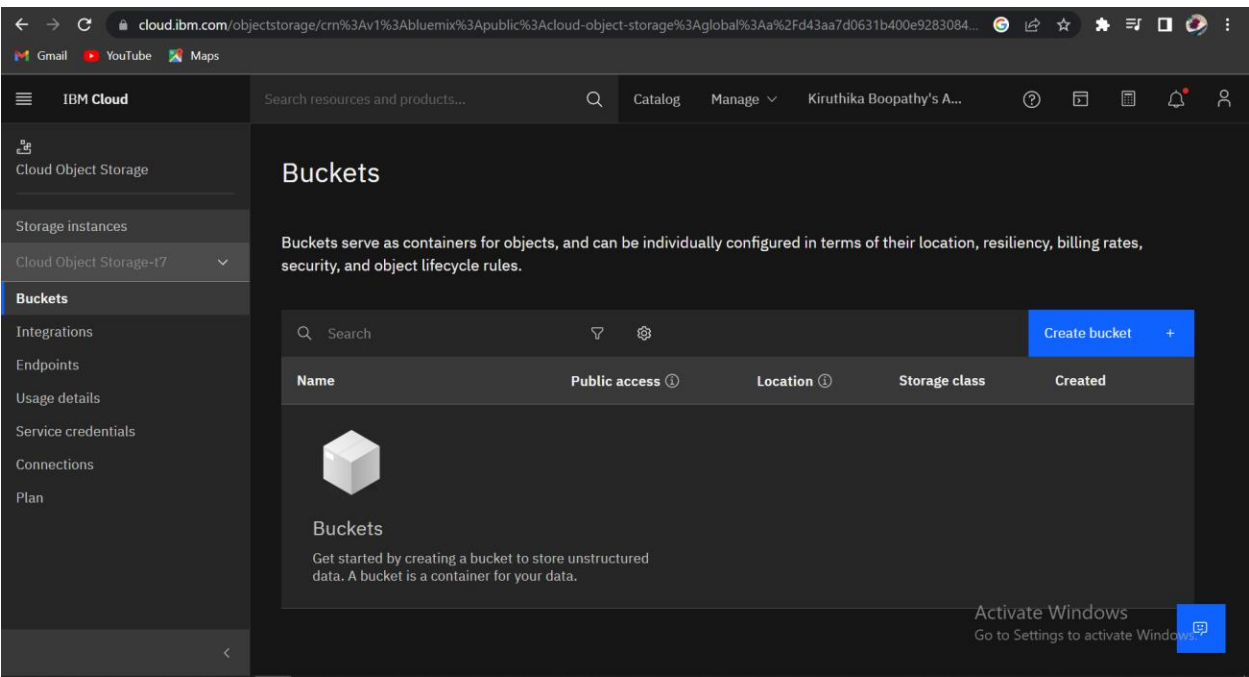 cloud.ibm.com/objectstorage/crn%3Av1%3Abluemix%3Apublic%3Acloud-object-storage%3Aglobal%3Aa%2Fd43aa7d0631b400e9283084...
Gmail YouTube Maps
IBM Cloud Search resources and products... Catalog Manage Kiruthika Boopathy's A...
Cloud Object Storage
Buckets
Storage instances
Buckets serve as containers for objects, and can be individually configured in terms of their location, resiliency, billing rates,
security, and object lifecycle rules.
Cloud Object Storage-t7
Buckets
Integrations
Endpoints
Usage details
Service credentials
Connections
Plan
Search Create bucket +
Name Public access Location Storage class Created
Buckets
Get started by creating a bucket to store unstructured
data. A bucket is a container for your data.
Activate Windows
Go to Settings to activate Windows.